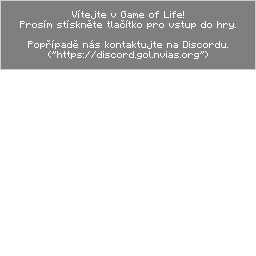 Vítejte v Game of Life!
Prosím stískněte tlačítko pro vstup do hry.
Popřípadě nás kontaktujte na Discordu.
("https://discord.gol.nvias.org")